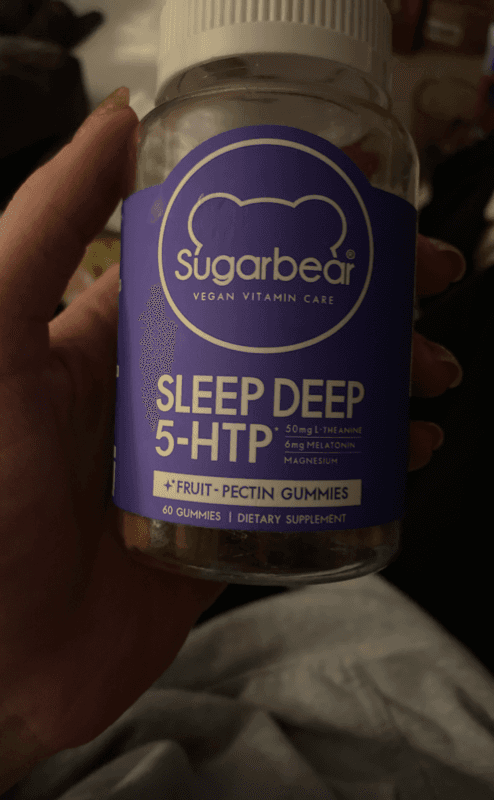 Sugarbear®
VEGAN VITAMIN CARE
SLEEP DEEP
5-HTP*
50mg L-THEANINE
6mg MELATONIN
MAGNESIUM
+*FRUIT-PECTIN GUMMIES
60 GUMMIES | DIETARY SUPPLEMENT